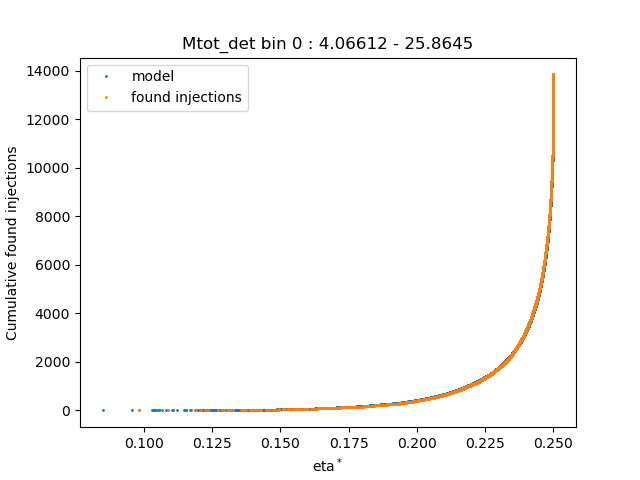 Mtot_det bin 0 : 4.06612 - 25.8645
model
found injections
Cumulative found injections
14000
12000
10000
8000
6000
4000
2000
0
0.100 0.125 0.150 0.175 0.200 0.225 0.250
eta*